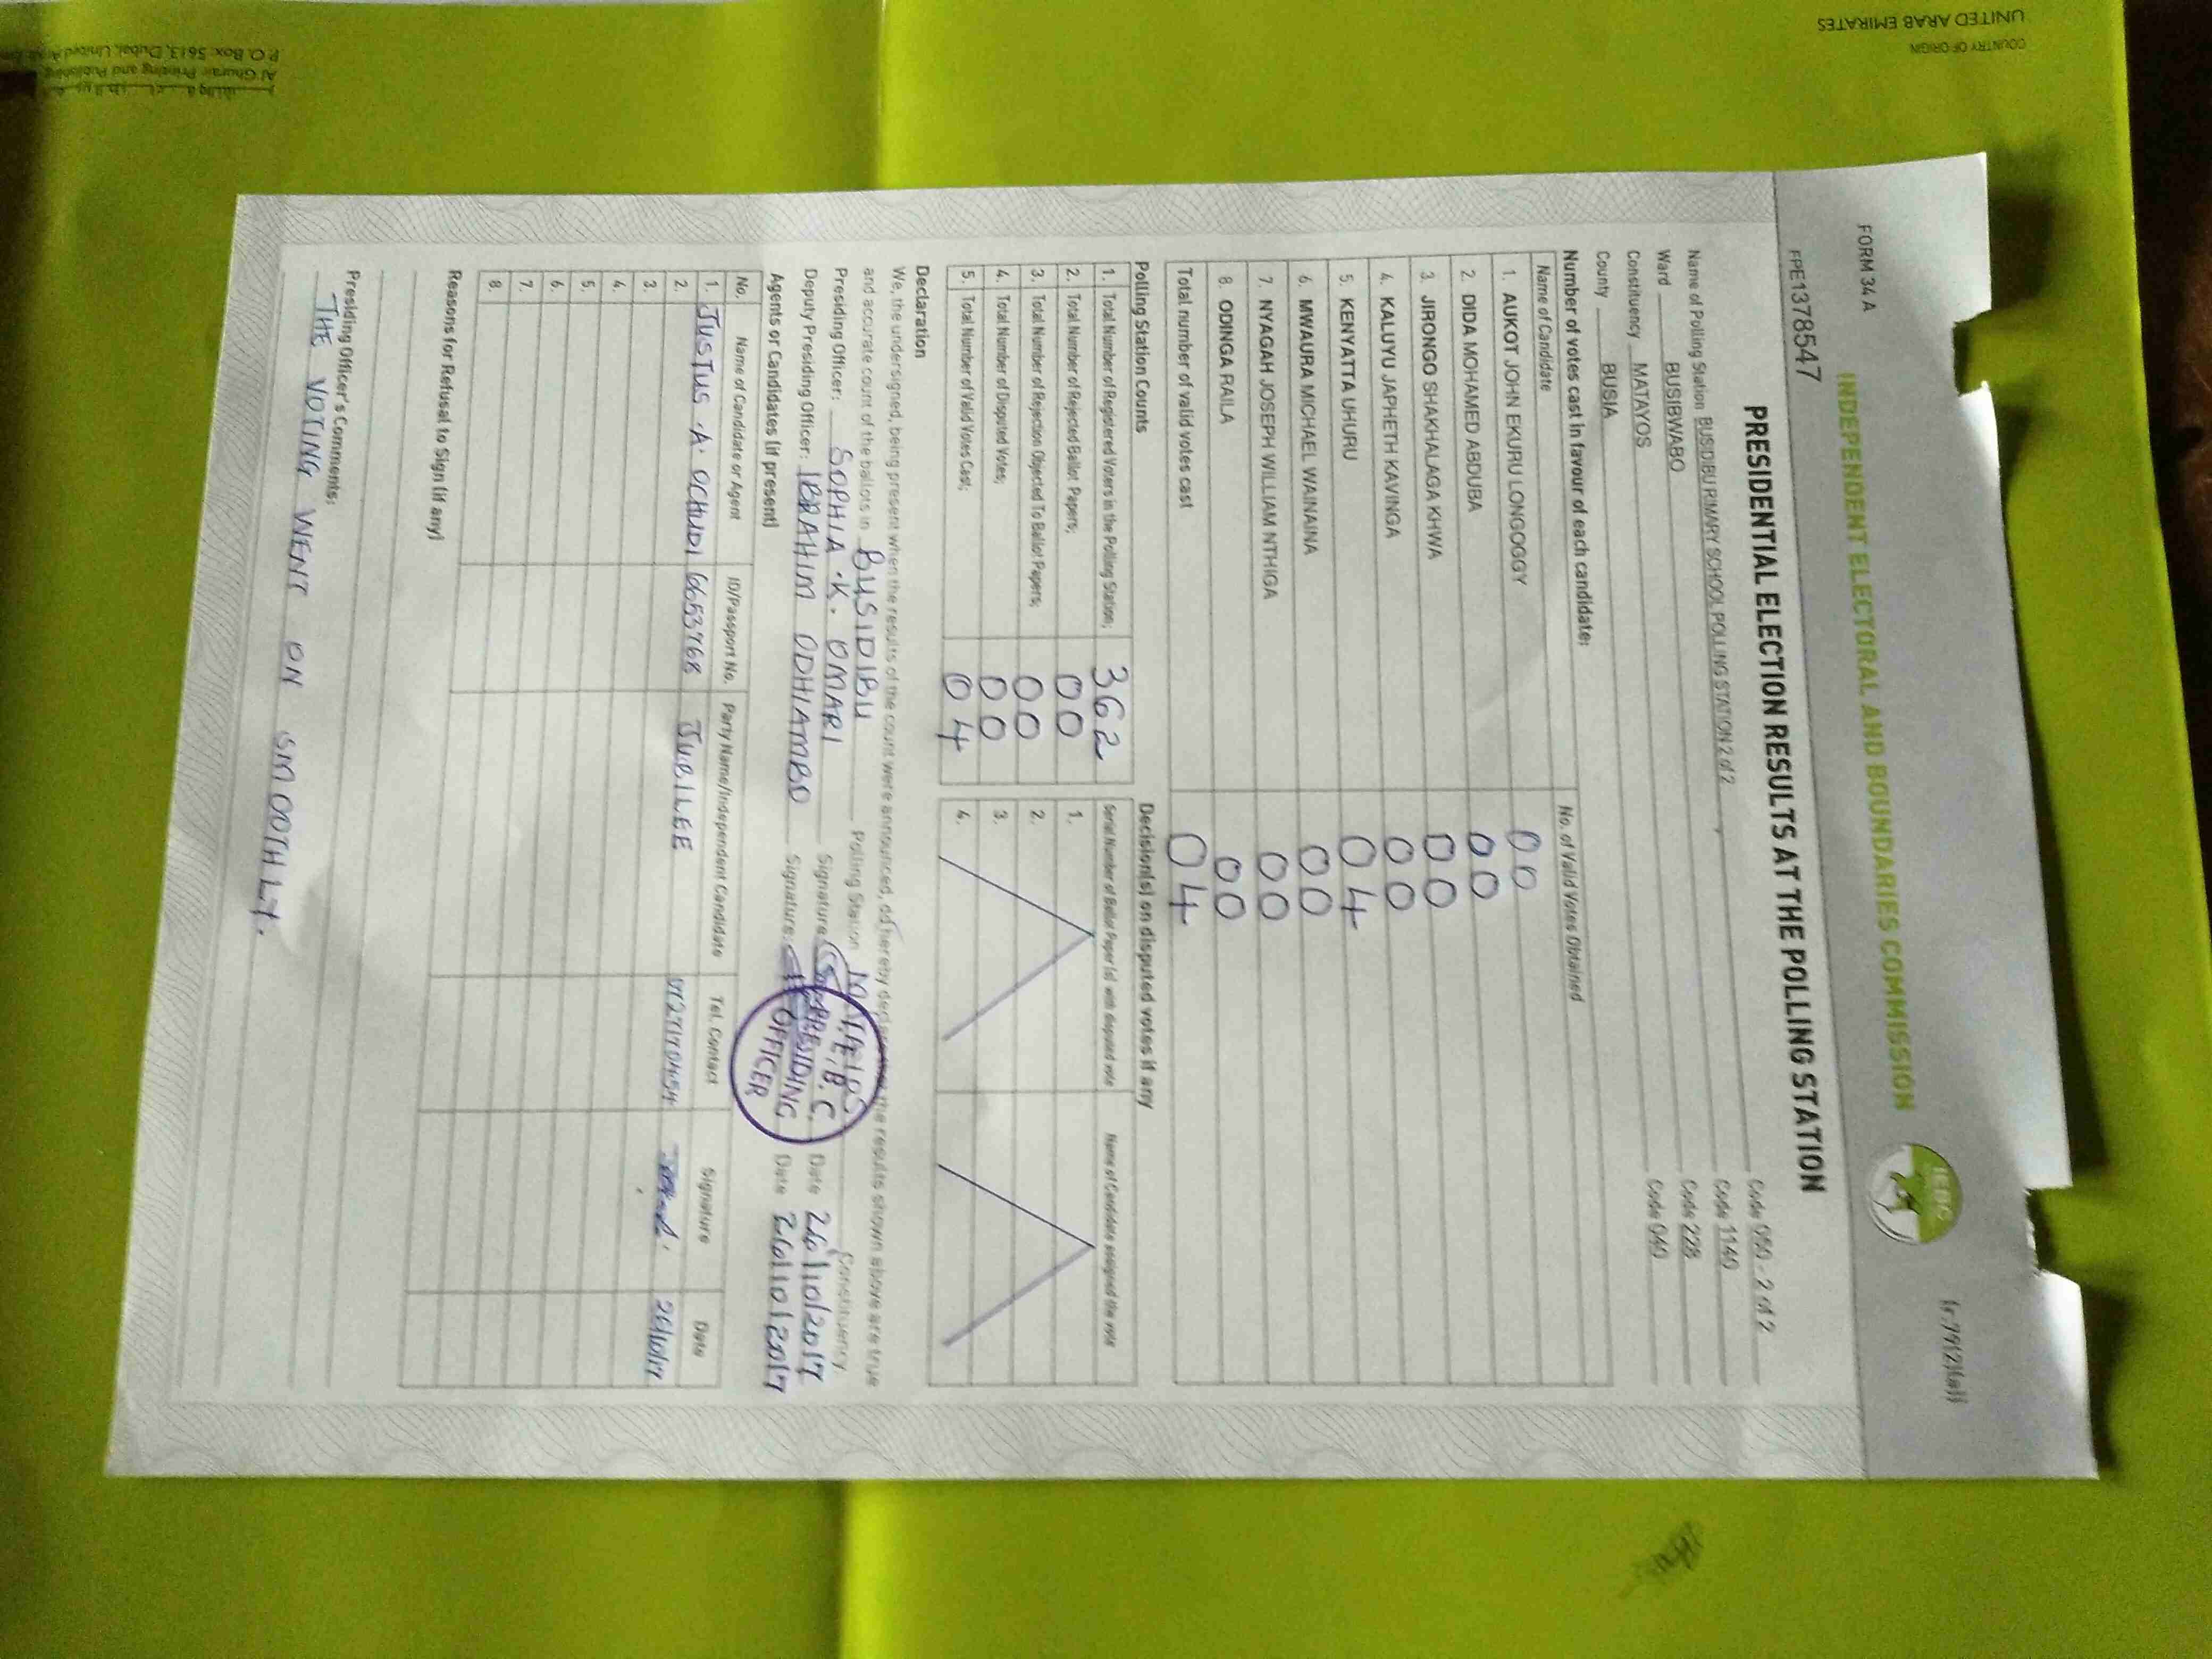 FORM 34 A
(r.79(2)(a))
INDEPENDENT ELECTORAL AND BOUNDARIES COMMISSION
IEBC
FPE1378547
PRESIDENTIAL ELECTION RESULTS AT THE POLLING STATION
Name of Polling Station BUSIDIBU RIMARY SCHOOL POLLING STATION 2 of 2 Code 050 - 2 of 2
Ward BUSIBWABO Code 1140
Constituency MATAYOS Code 228
County BUSIA Code 040
Number of votes cast in favour of each candidate:
Name of Candidate No. of Valid Votes Obtained
1. AUKOT JOHN EKURU LONGOGGY 00
2. DIDA MOHAMED ABDUBA 00
3. JIRONGO SHAKHALAGA KHWA 00
4. KALUYU JAPHETH KAVINGA 00
5. KENYATTA UHURU 04
6. MWAURA MICHAEL WAINAINA 00
7. NYAGAH JOSEPH WILLIAM NTHIGA 00
8. ODINGA RAILA 00
Total number of valid votes cast 04
Polling Station Counts Decision(s) on disputed votes if any
1. Total Number of Registered Voters in the Polling Station; 362 Serial Number of Ballot Paper (s) with disputed vote Name of Candidate assigned the vote
2. Total Number of Rejected Ballot Papers; 00 1.
3. Total Number of Rejection Objected To Ballot Papers; 00 2.
4. Total Number of Disputed Votes; 00 3.
5. Total Number of Valid Votes Cast; 04 4.
Declaration
We, the undersigned, being present when the results of the count were announced, do hereby declare that the results shown above are true
and accurate count of the ballots in BUSIDIBU Polling Station Constituency
Presiding Officer: SOPHIA .K. OMARI Signature: Date 26/10/2017
Deputy Presiding Officer: IBRAHIM ODHIAMBO Signature: Date 26/10/2017
I.E.B.C.
PRESIDING
OFFICER
Agents or Candidates (if present)
No. Name of Candidate or Agent ID/Passport No. Party Name/Independent Candidate Tel. Contact Signature Date
1. JUSTUS .A. OCHUDI JUBILEE 26/10/17
2.
3.
4.
5.
6.
7.
8.
Reasons for Refusal to Sign (if any)
Presiding Officer's Comments:
THE VOTING WENT ON SMOOTHLY.
COUNTRY OF ORIGIN
UNITED ARAB EMIRATES
Al Ghurair Printing and Publishing
P.O. Box: 5613, Dubai, United